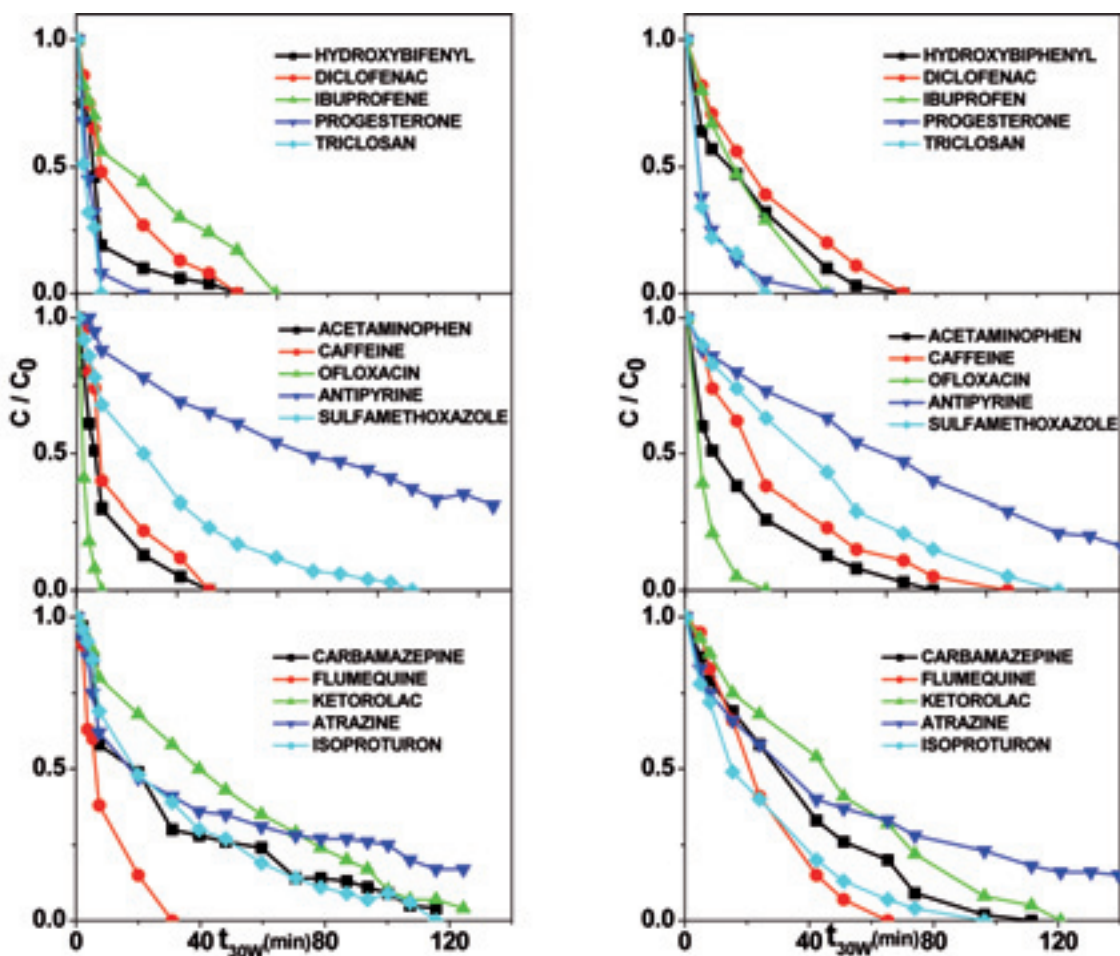 1.0
0.5
0.0
HYDROXYBIFENYL
DICLOFENAC
IBUPROFENE
PROGESTERONE
TRICLOSAN
1.0
0.5
0.0
C / C0
ACETAMINOPHEN
CAFFEINE
OFLOXACIN
ANTIPYRINE
SULFAMETHOXAZOLE
1.0
0.5
0.0
CARBAMAZEPINE
FLUMEQUINE
KETOROLAC
ATRAZINE
ISOPROTURON
0 40 t30W(min) 80 120
1.0
0.5
0.0
HYDROXYBIPHENYL
DICLOFENAC
IBUPROFEN
PROGESTERONE
TRICLOSAN
1.0
0.5
0.0
C / C0
ACETAMINOPHEN
CAFFEINE
OFLOXACIN
ANTIPYRINE
SULFAMETHOXAZOLE
1.0
0.5
0.0
CARBAMAZEPINE
FLUMEQUINE
KETOROLAC
ATRAZINE
ISOPROTURON
0 40 t30W(min) 80 120